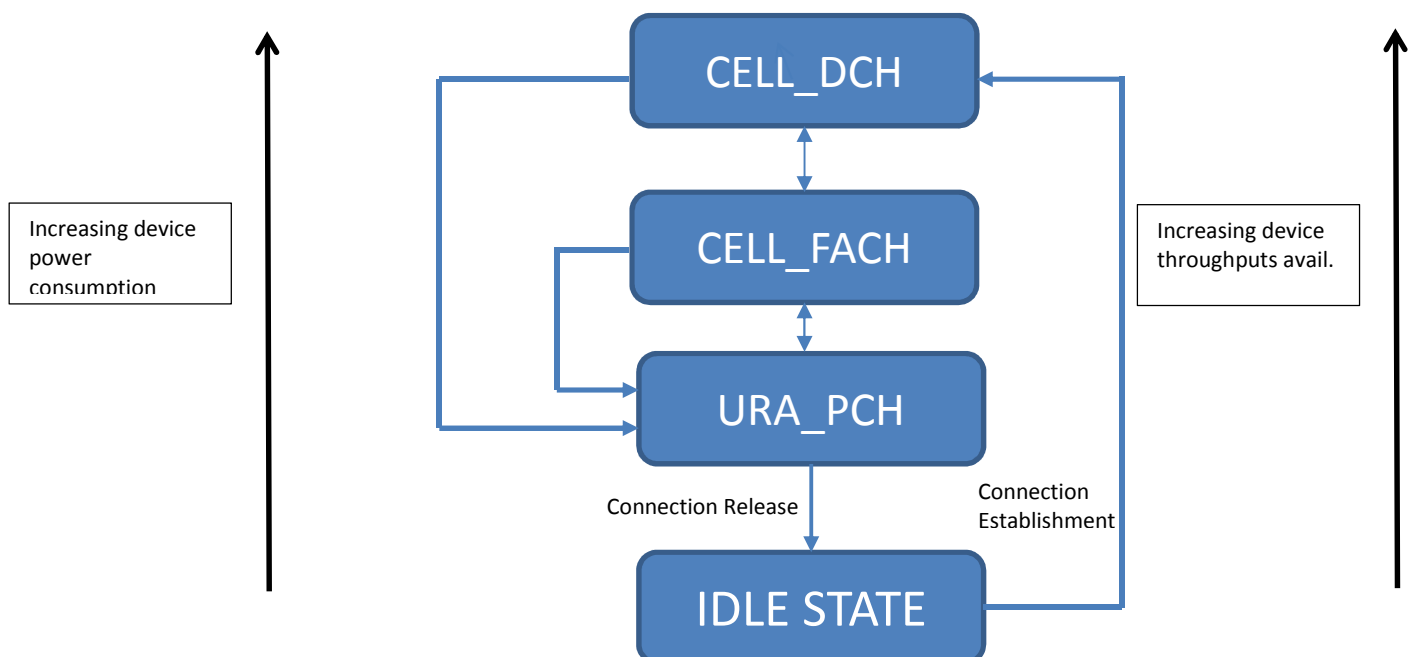 CELL_DCH
Increasing device
power
consumption
CELL_FACH
Increasing device
throughputs avail.
URA_PCH
Connection Release
Connection
Establishment
IDLE STATE